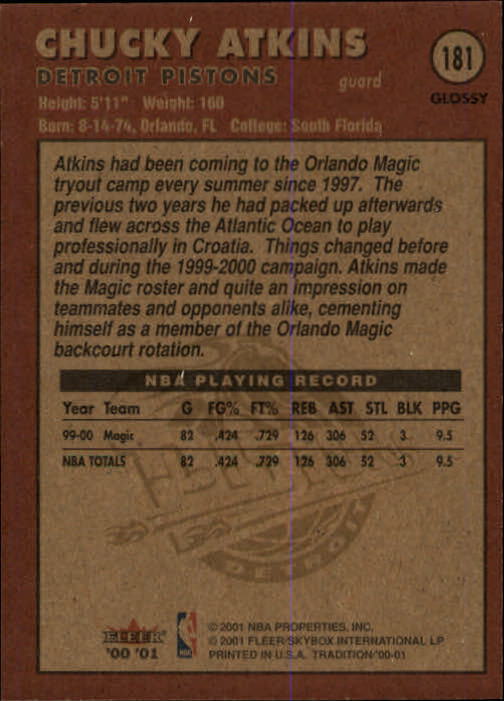 CHUCKY ATKINS
181
DETROIT PISTONS
guard
GLOSSY
Height: 5'11" Weight: 160
Born: 8-14-74, Orlando, FL College: South Florida
Atkins had been coming to the Orlando Magic
tryout camp every summer since 1997. The
previous two years he had packed up afterwards
and flew across the Atlantic Ocean to play
professionally in Croatia. Things changed before
and during the 1999-2000 campaign. Atkins made
the Magic roster and quite an impression on
teammates and opponents alike, cementing
himself as a member of the Orlando Magic
backcourt rotation.
NBA PLAYING RECORD
Year Team G FG% FT% REB AST STL BLK PPG
99-00 Magic 82 .424 .729 126 306 52 3 9.5
NBA TOTALS 82 .424 .729 126 306 52 3 9.5
DETROIT
FLEER
'00 '01
NBA
© 2001 NBA PROPERTIES, INC.
© 2001 FLEER/SKYBOX INTERNATIONAL LP
PRINTED IN U.S.A. TRADITION/'00-01